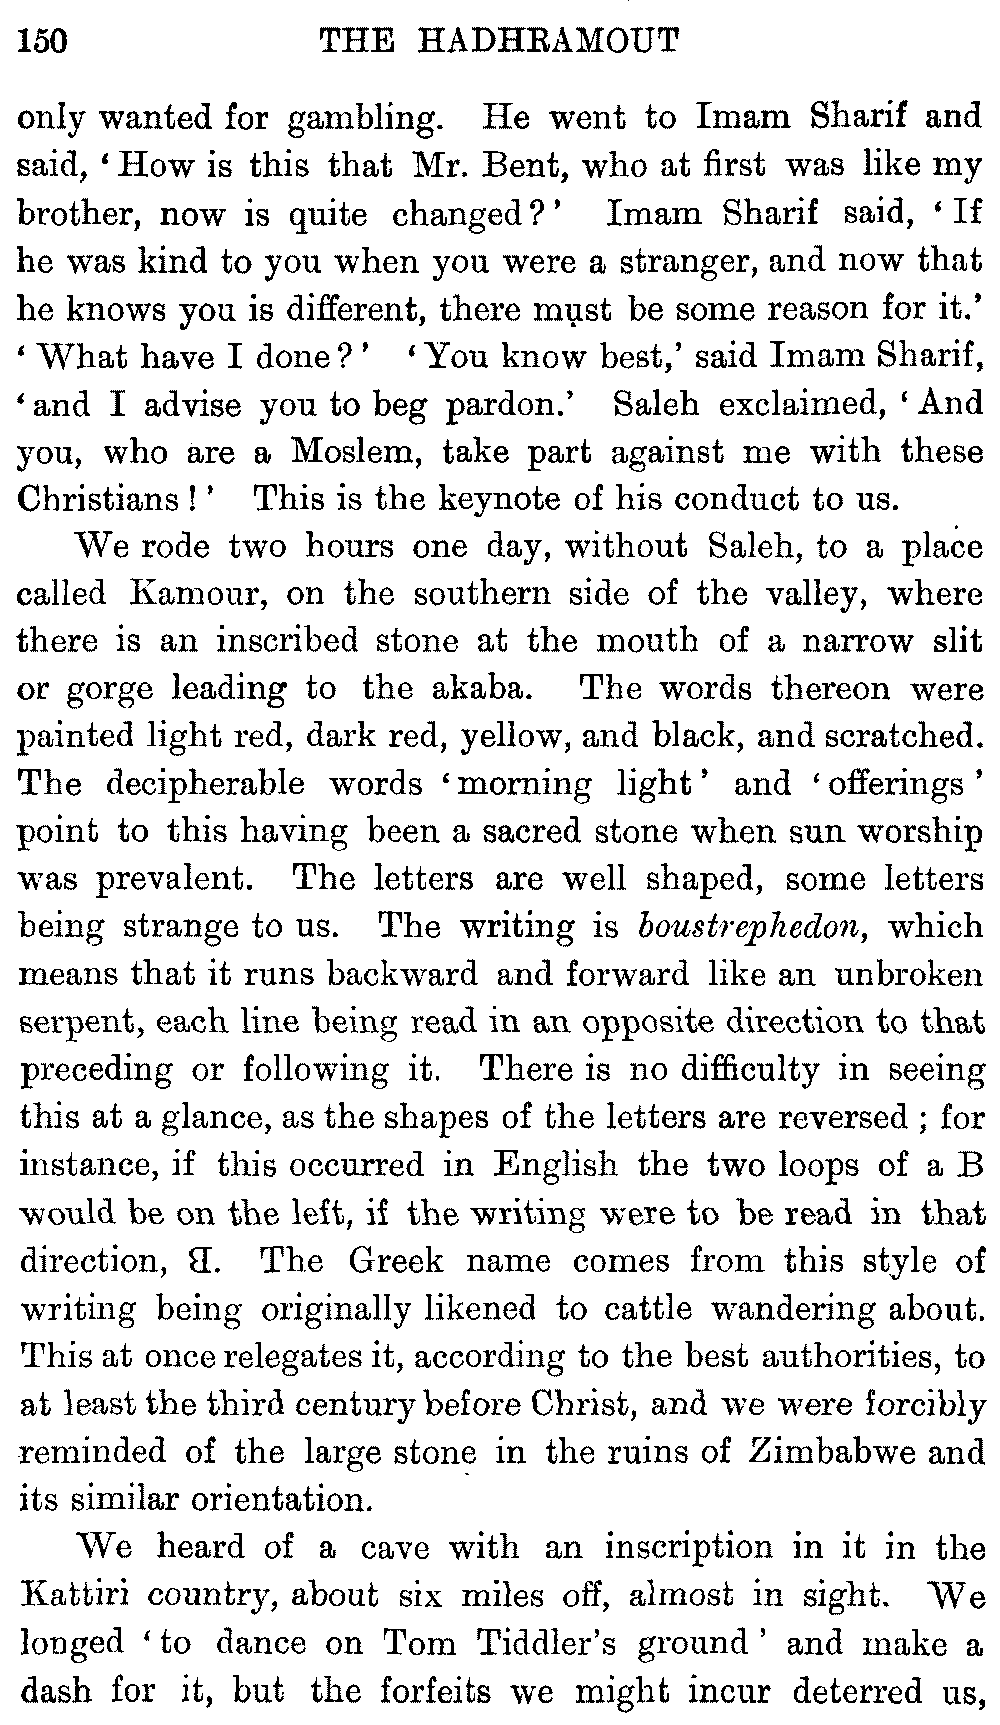 150 THE HADHRAMOUT
only wanted for gambling. He went to Imam Sharif and
said, ‘How is this that Mr. Bent, who at first was like my
brother, now is quite changed?’ Imam Sharif said, ‘If
he was kind to you when you were a stranger, and now that
he knows you is different, there must be some reason for it.’
‘What have I done?’ ‘You know best,’ said Imam Sharif,
‘and I advise you to beg pardon.’ Saleh exclaimed, ‘And
you, who are a Moslem, take part against me with these
Christians!’ This is the keynote of his conduct to us.
We rode two hours one day, without Saleh, to a place
called Kamour, on the southern side of the valley, where
there is an inscribed stone at the mouth of a narrow slit
or gorge leading to the akaba. The words thereon were
painted light red, dark red, yellow, and black, and scratched.
The decipherable words ‘morning light’ and ‘offerings’
point to this having been a sacred stone when sun worship
was prevalent. The letters are well shaped, some letters
being strange to us. The writing is boustrephedon, which
means that it runs backward and forward like an unbroken
serpent, each line being read in an opposite direction to that
preceding or following it. There is no difficulty in seeing
this at a glance, as the shapes of the letters are reversed; for
instance, if this occurred in English the two loops of a B
would be on the left, if the writing were to be read in that
direction, ᗺ. The Greek name comes from this style of
writing being originally likened to cattle wandering about.
This at once relegates it, according to the best authorities, to
at least the third century before Christ, and we were forcibly
reminded of the large stone in the ruins of Zimbabwe and
its similar orientation.
We heard of a cave with an inscription in it in the
Kattiri country, about six miles off, almost in sight. We
longed ‘to dance on Tom Tiddler’s ground’ and make a
dash for it, but the forfeits we might incur deterred us,